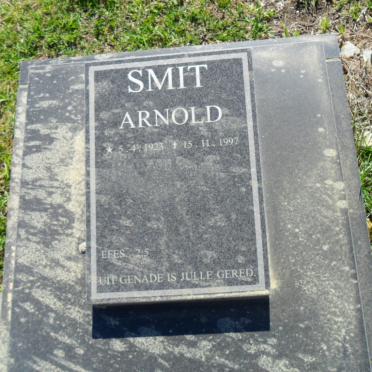 SMIT
ARNOLD
★ 5. 4. 1923 ✝ 15. 11. 1997
EFES. 2:5
UIT GENADE IS JULLE GERED.